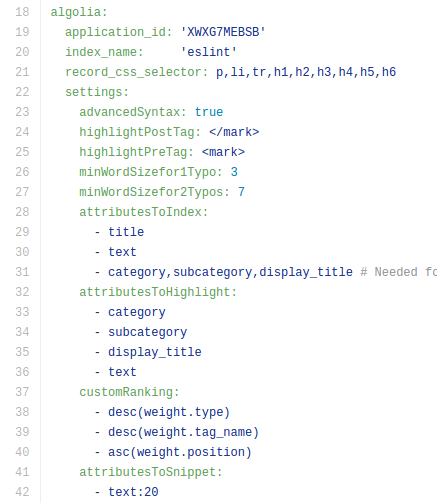 18 algolia:
19 application_id: 'XWXG7MEBSB'
20 index_name: 'eslint'
21 record_css_selector: p,li,tr,h1,h2,h3,h4,h5,h6
22 settings:
23 advancedSyntax: true
24 highlightPostTag: </mark>
25 highlightPreTag: <mark>
26 minWordSizefor1Typo: 3
27 minWordSizefor2Typos: 7
28 attributesToIndex:
29 - title
30 - text
31 - category,subcategory,display_title # Needed fo
32 attributesToHighlight:
33 - category
34 - subcategory
35 - display_title
36 - text
37 customRanking:
38 - desc(weight.type)
39 - desc(weight.tag_name)
40 - asc(weight.position)
41 attributesToSnippet:
42 - text:20